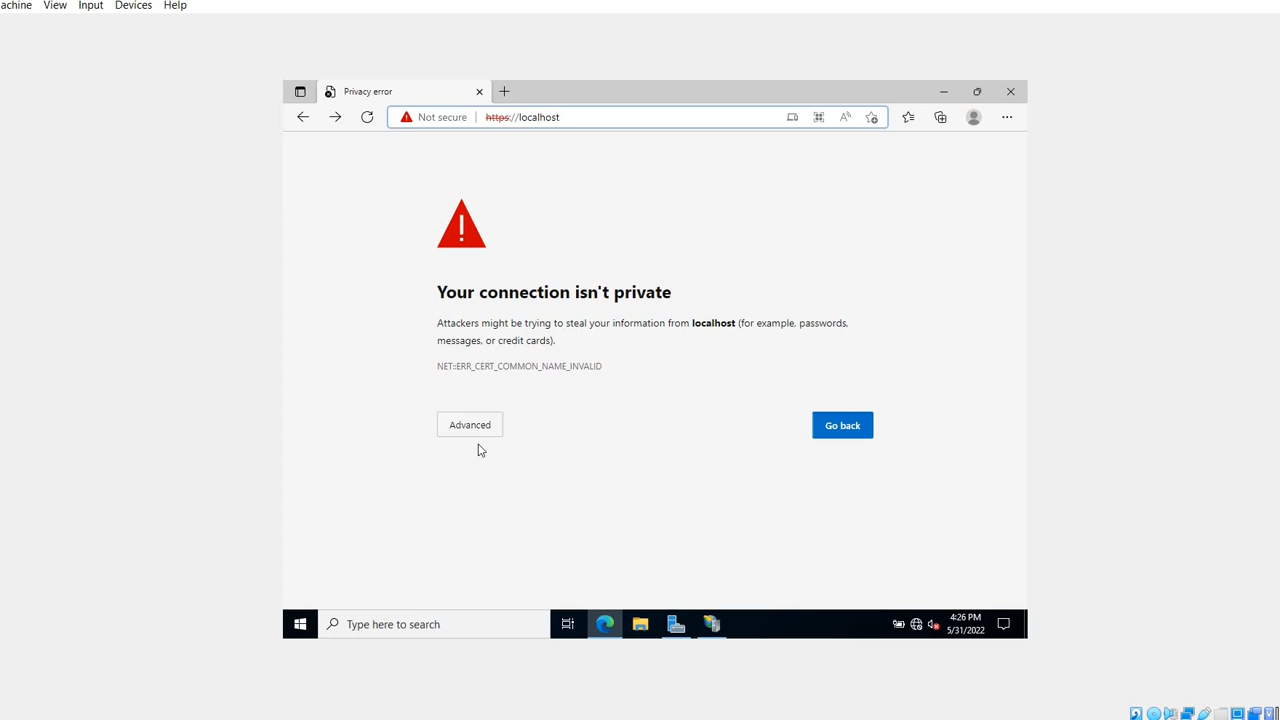 achine View Input Devices Help
Privacy error
Not secure https://localhost
Your connection isn't private
Attackers might be trying to steal your information from localhost (for example, passwords,
messages, or credit cards).
NET::ERR_CERT_COMMON_NAME_INVALID
Advanced
Go back
Type here to search
4:26 PM
5/31/2022